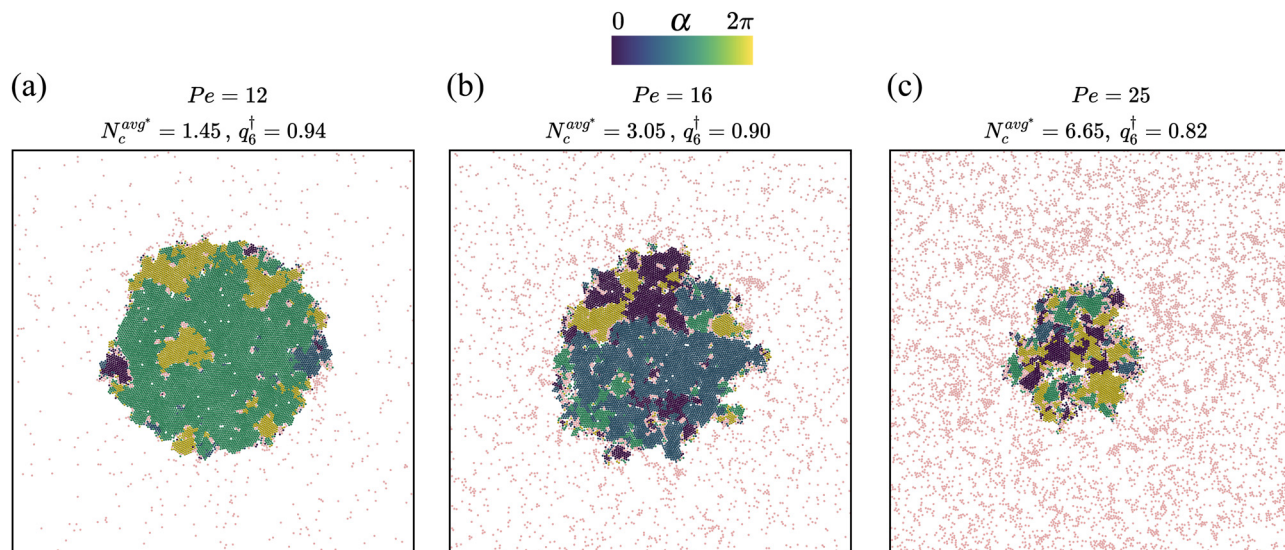 0 α 2π
(a) (b) (c)
Pe = 12 Pe = 16 Pe = 25
N_c^{avg*} = 1.45 , q_6^† = 0.94 N_c^{avg*} = 3.05 , q_6^† = 0.90 N_c^{avg*} = 6.65, q_6^† = 0.82